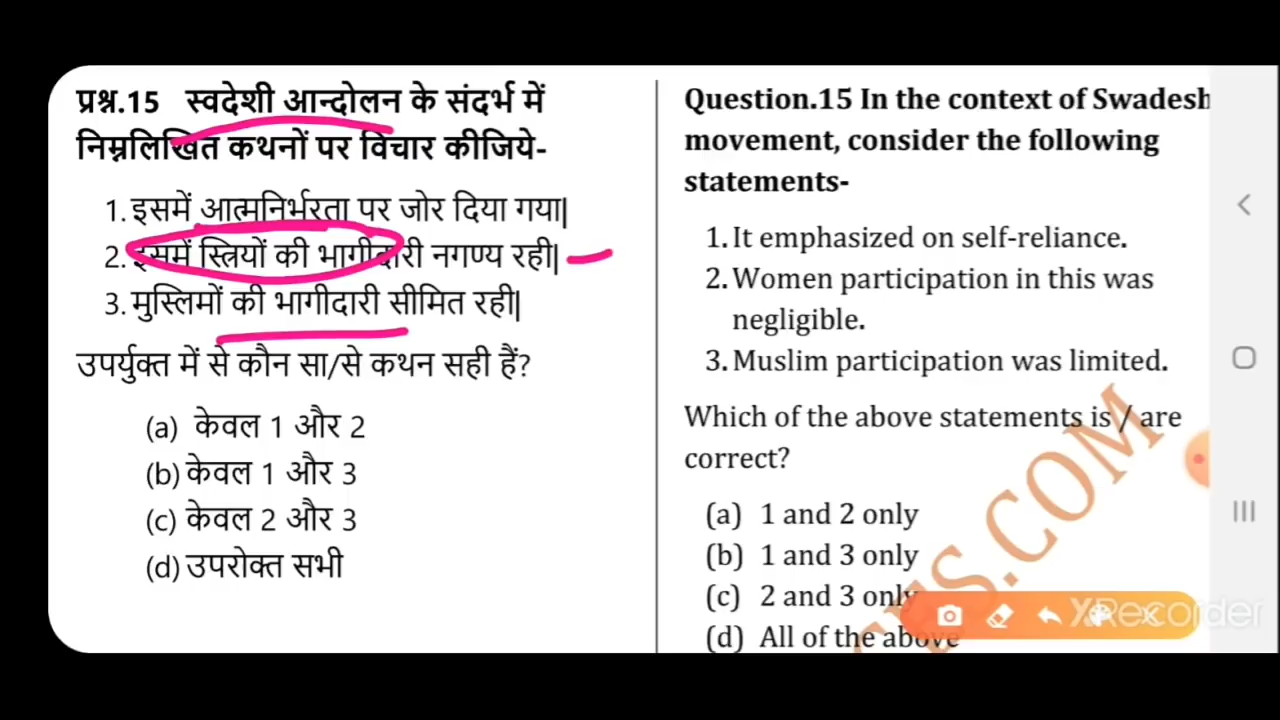 प्रश्न.15 स्वदेशी आन्दोलन के संदर्भ में
निम्नलिखित कथनों पर विचार कीजिये-
1. इसमें आत्मनिर्भरता पर जोर दिया गया|
2. इसमें स्त्रियों की भागीदारी नगण्य रही|
3. मुस्लिमों की भागीदारी सीमित रही|
उपर्युक्त में से कौन सा/से कथन सही हैं?
(a) केवल 1 और 2
(b) केवल 1 और 3
(c) केवल 2 और 3
(d) उपरोक्त सभी
Question.15 In the context of Swadesh
movement, consider the following
statements-
1. It emphasized on self-reliance.
2. Women participation in this was
negligible.
3. Muslim participation was limited.
Which of the above statements is / are
correct?
(a) 1 and 2 only
(b) 1 and 3 only
(c) 2 and 3 only
(d) All of the above
XRecorder